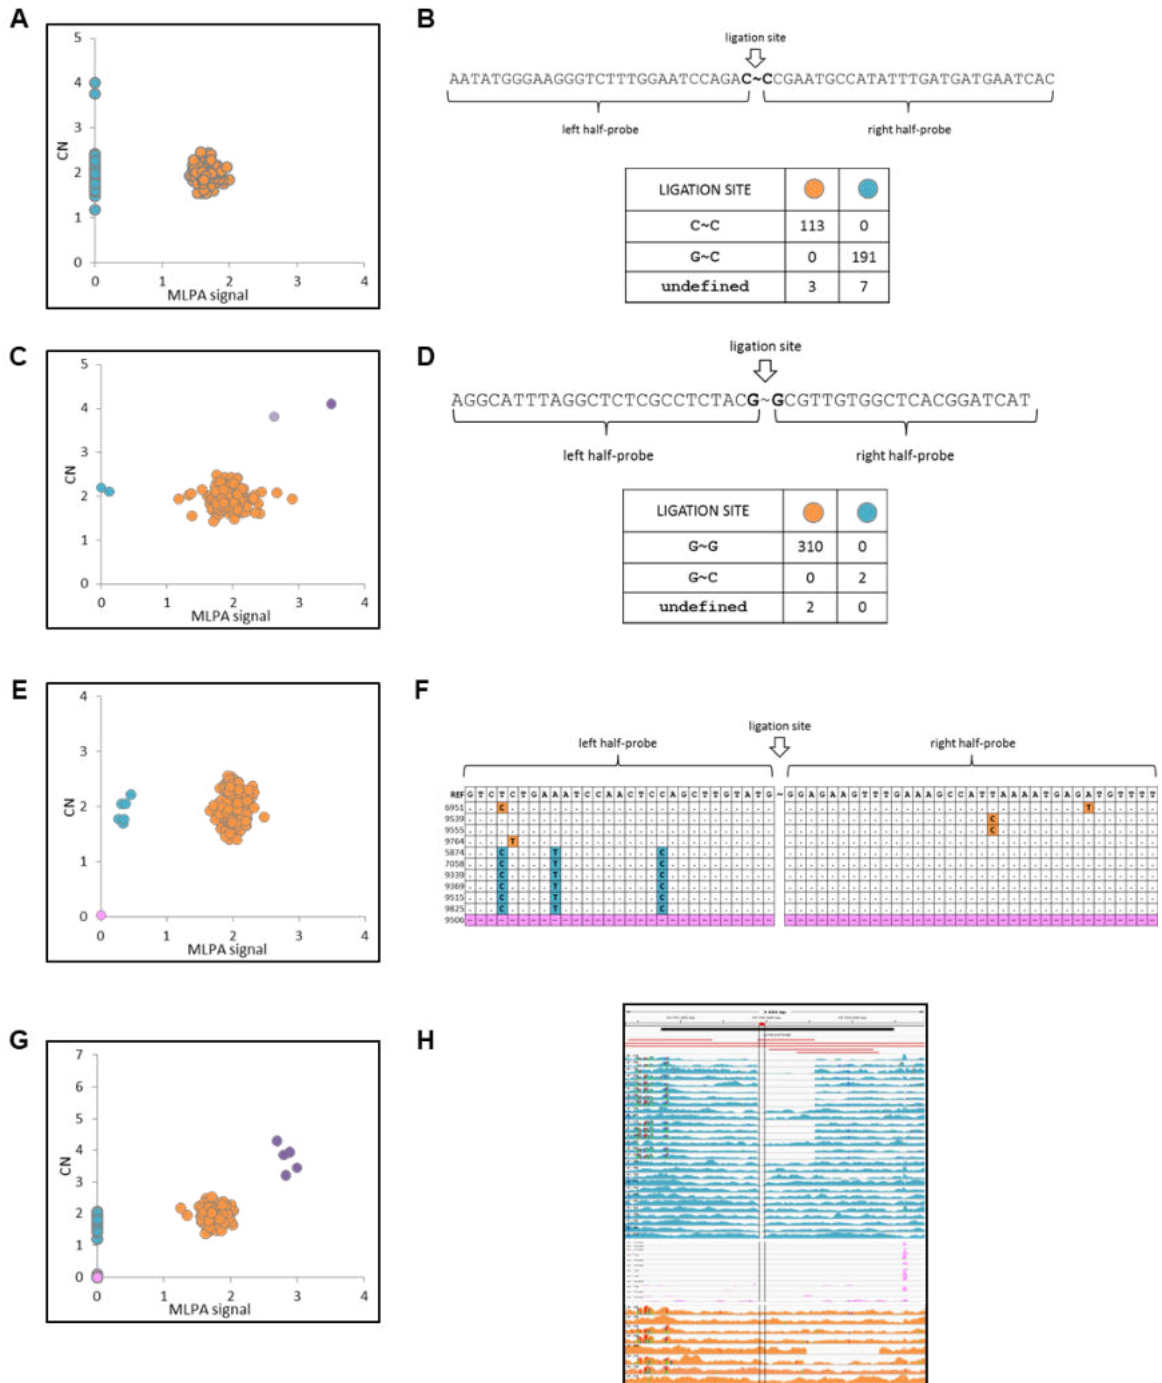 A
5
4
3
2
1
0
CN
0 1 2 3 4
MLPA signal
B
ligation site
AATATGGGAAGGGTCTTTGGAATCCAGAC~CCGAATGCCATATTTGATGATGAATCAC
left half-probe right half-probe
LIGATION SITE
C~C 113 0
G~C 0 191
undefined 3 7
C
5
4
3
2
1
0
CN
0 1 2 3 4
MLPA signal
D
ligation site
AGGCATTTAGGCTCTCGCCTCTACG~GCGTTGTGGCTCACGGATCAT
left half-probe right half-probe
LIGATION SITE
G~G 310 0
G~C 0 2
undefined 2 0
E
4
3
2
1
0
CN
0 1 2 3 4
MLPA signal
F
ligation site
left half-probe right half-probe
REF G T C T C T G A A A T C C A A C T C C A G C T T G T A T G ~ G G A G A A G T T T G A A A G C C A T T A A A A T G A G A T G T T T T
6951 C T
9539 C
9555 C
9764 T
5874 C T C
7058 C T C
9339 C T C
9369 C T C
9515 C T C
9825 C T C
9506
G
7
6
5
4
3
2
1
0
CN
0 1 2 3 4
MLPA signal
H